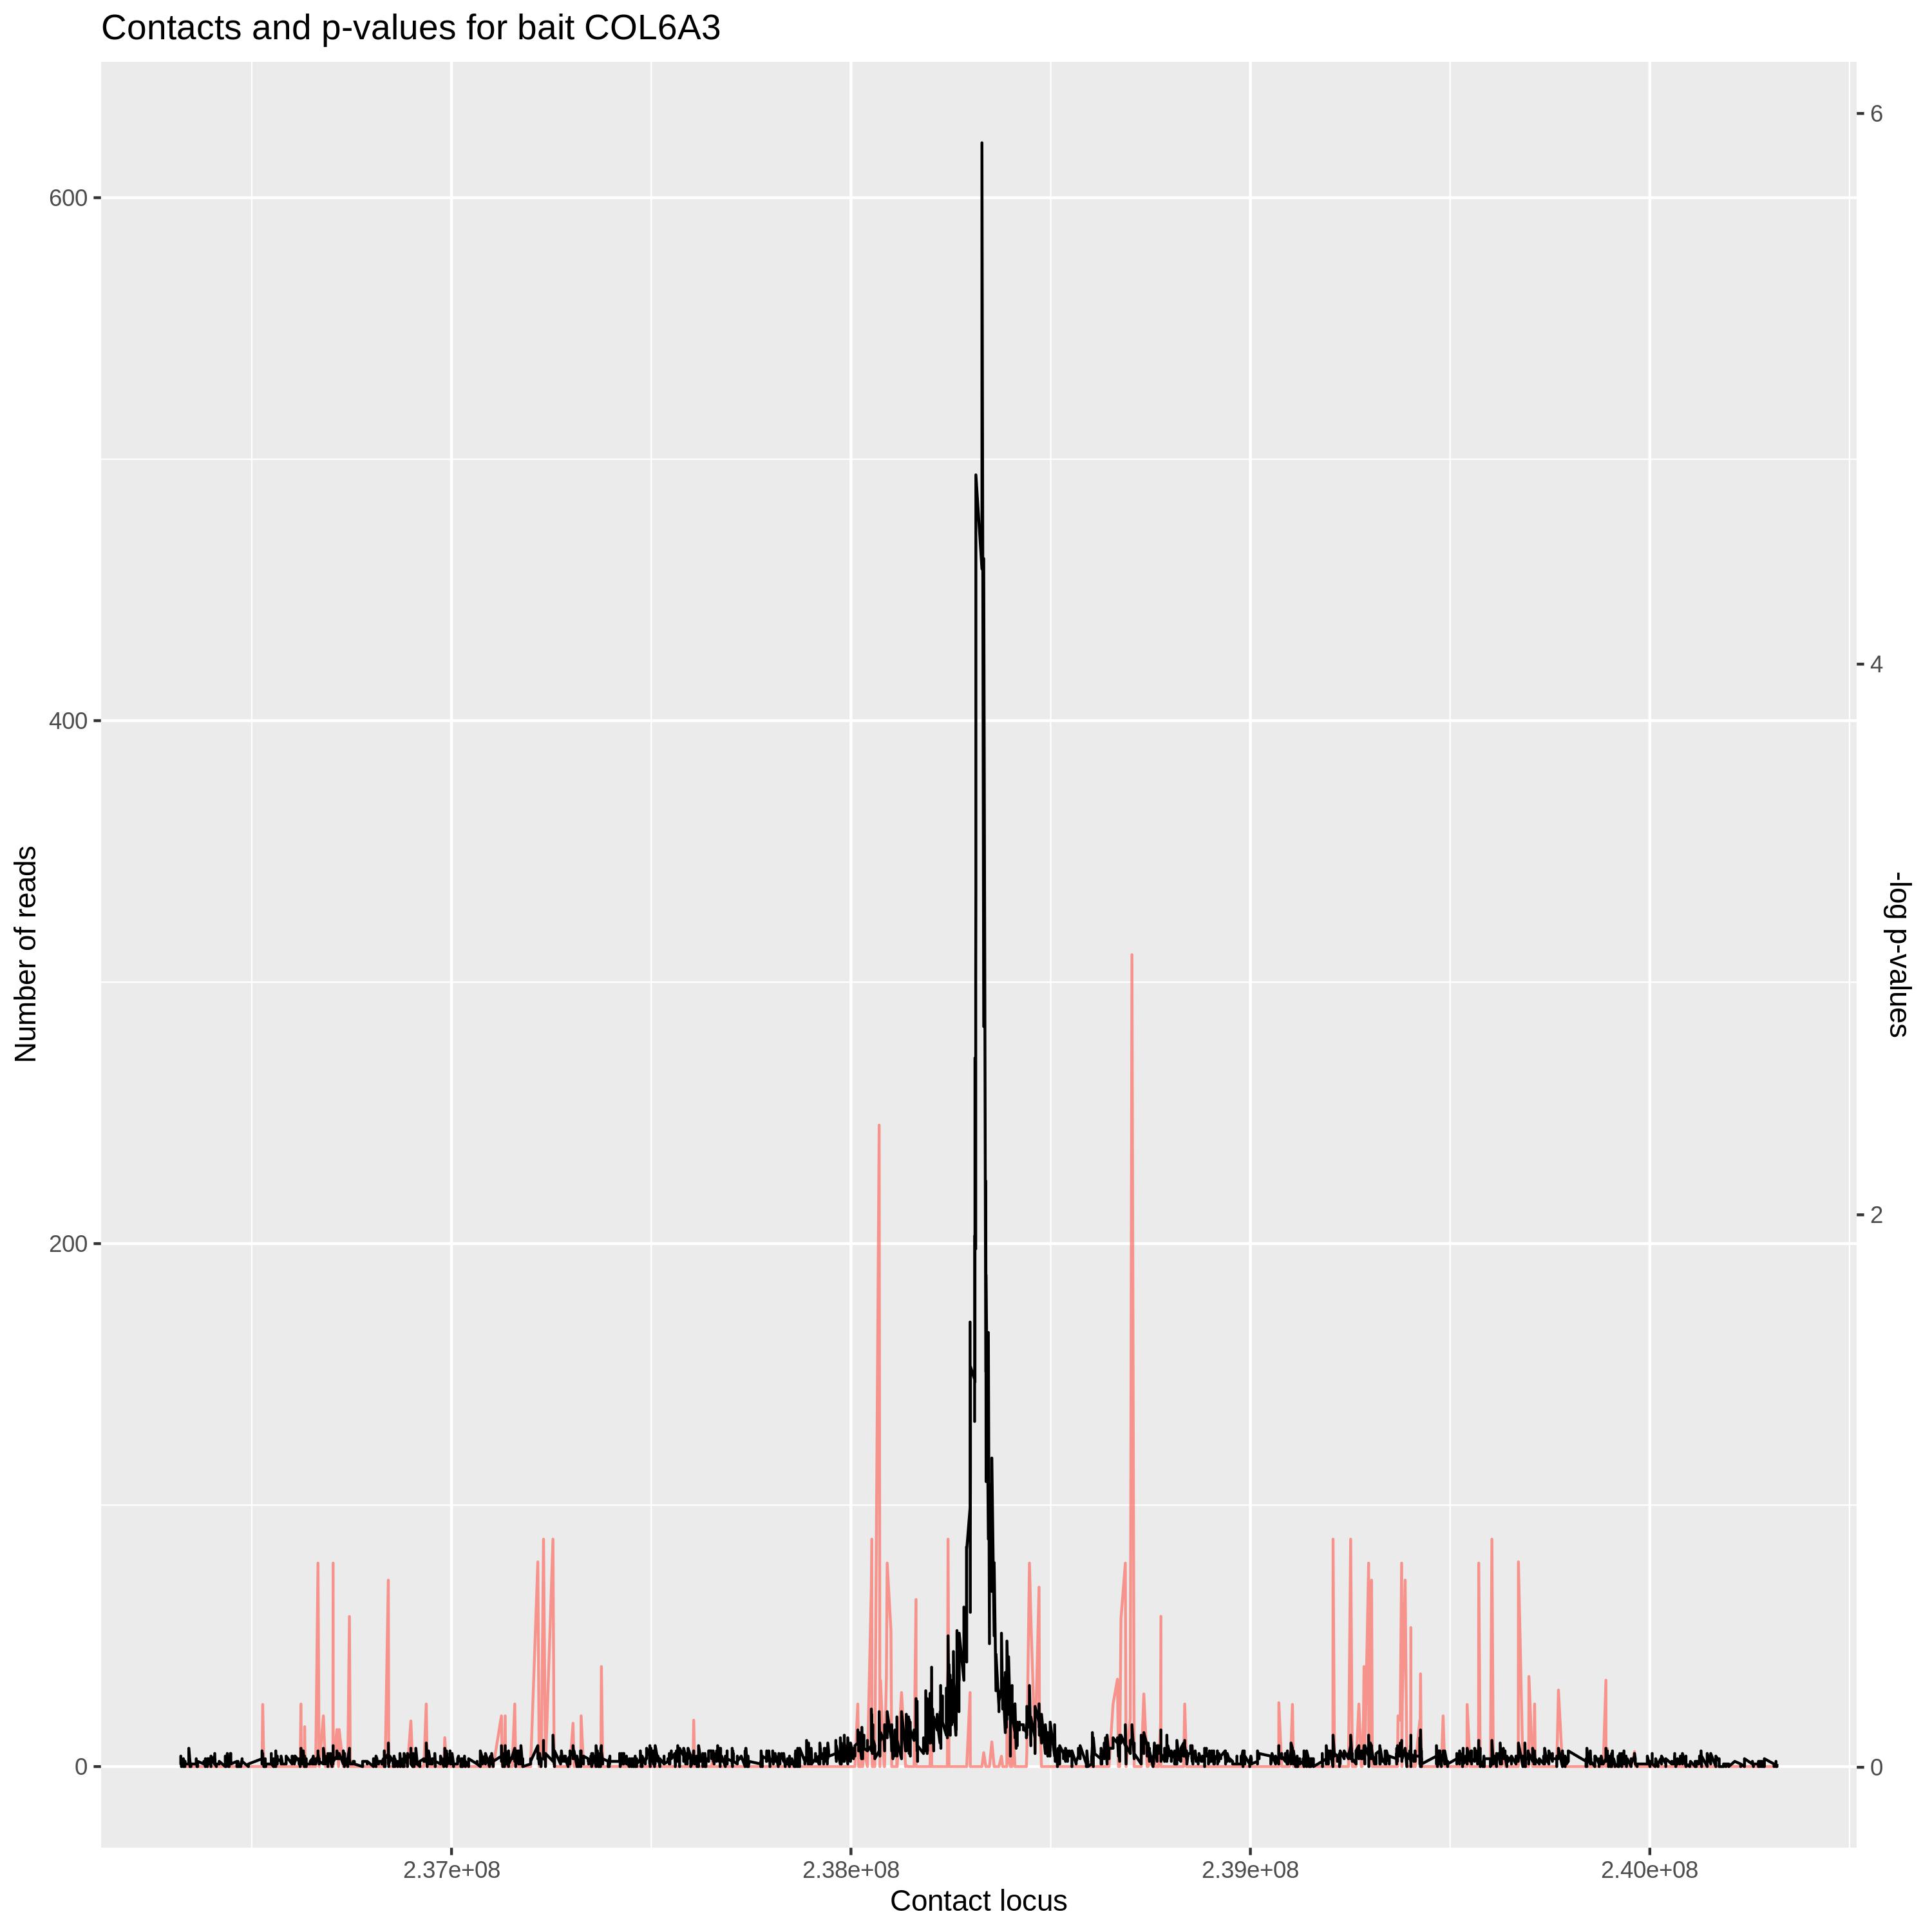 Contacts and p-values for bait COL6A3
600
400
200
0
6
4
2
0
Number of reads
-log p-values
2.37e+08
2.38e+08
2.39e+08
2.40e+08
Contact locus